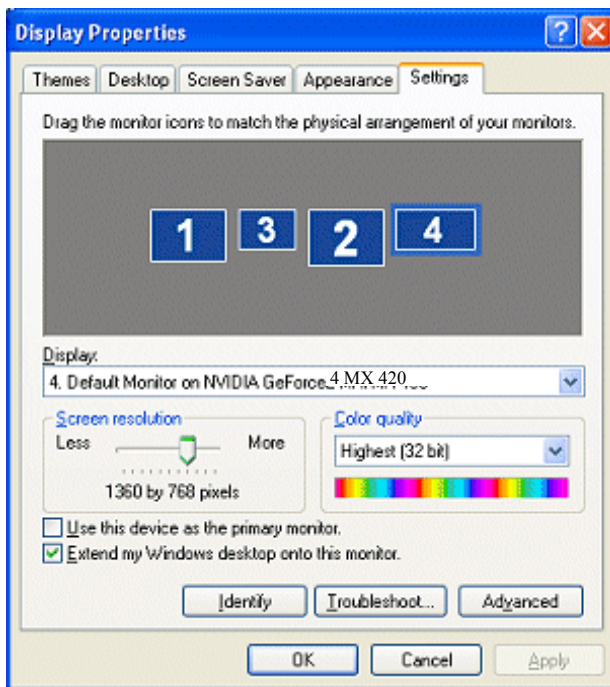 Display Properties
Themes Desktop Screen Saver Appearance Settings
Drag the monitor icons to match the physical arrangement of your monitors.
1 3 2 4
Display:
4. Default Monitor on NVIDIA GeForce 4 MX 420
Screen resolution
Less More
1360 by 768 pixels
Color quality
Highest (32 bit)
Use this device as the primary monitor.
Extend my Windows desktop onto this monitor.
Identify Troubleshoot... Advanced
OK Cancel Apply